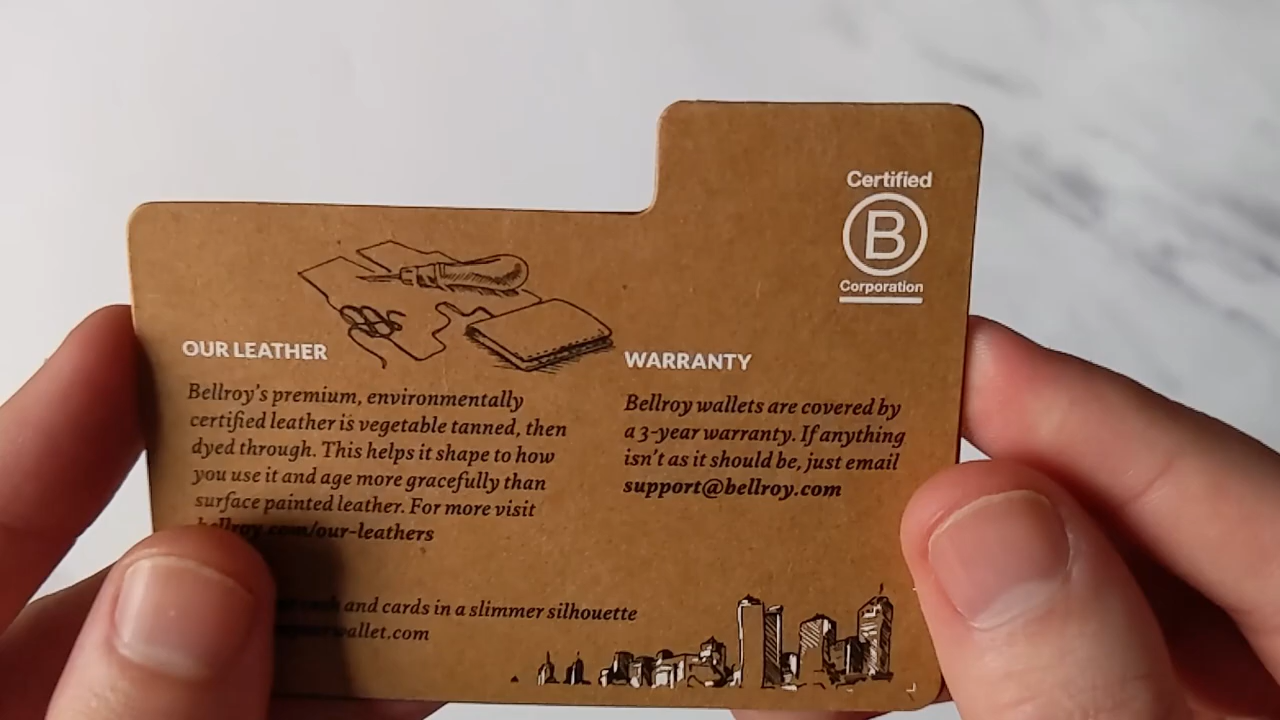 Certified
B
Corporation
OUR LEATHER
Bellroy's premium, environmentally
certified leather is vegetable tanned, then
dyed through. This helps it shape to how
you use it and age more gracefully than
surface painted leather. For more visit
bellroy.com/our-leathers
WARRANTY
Bellroy wallets are covered by
a 3-year warranty. If anything
isn't as it should be, just email
support@bellroy.com
cash and cards in a slimmer silhouette